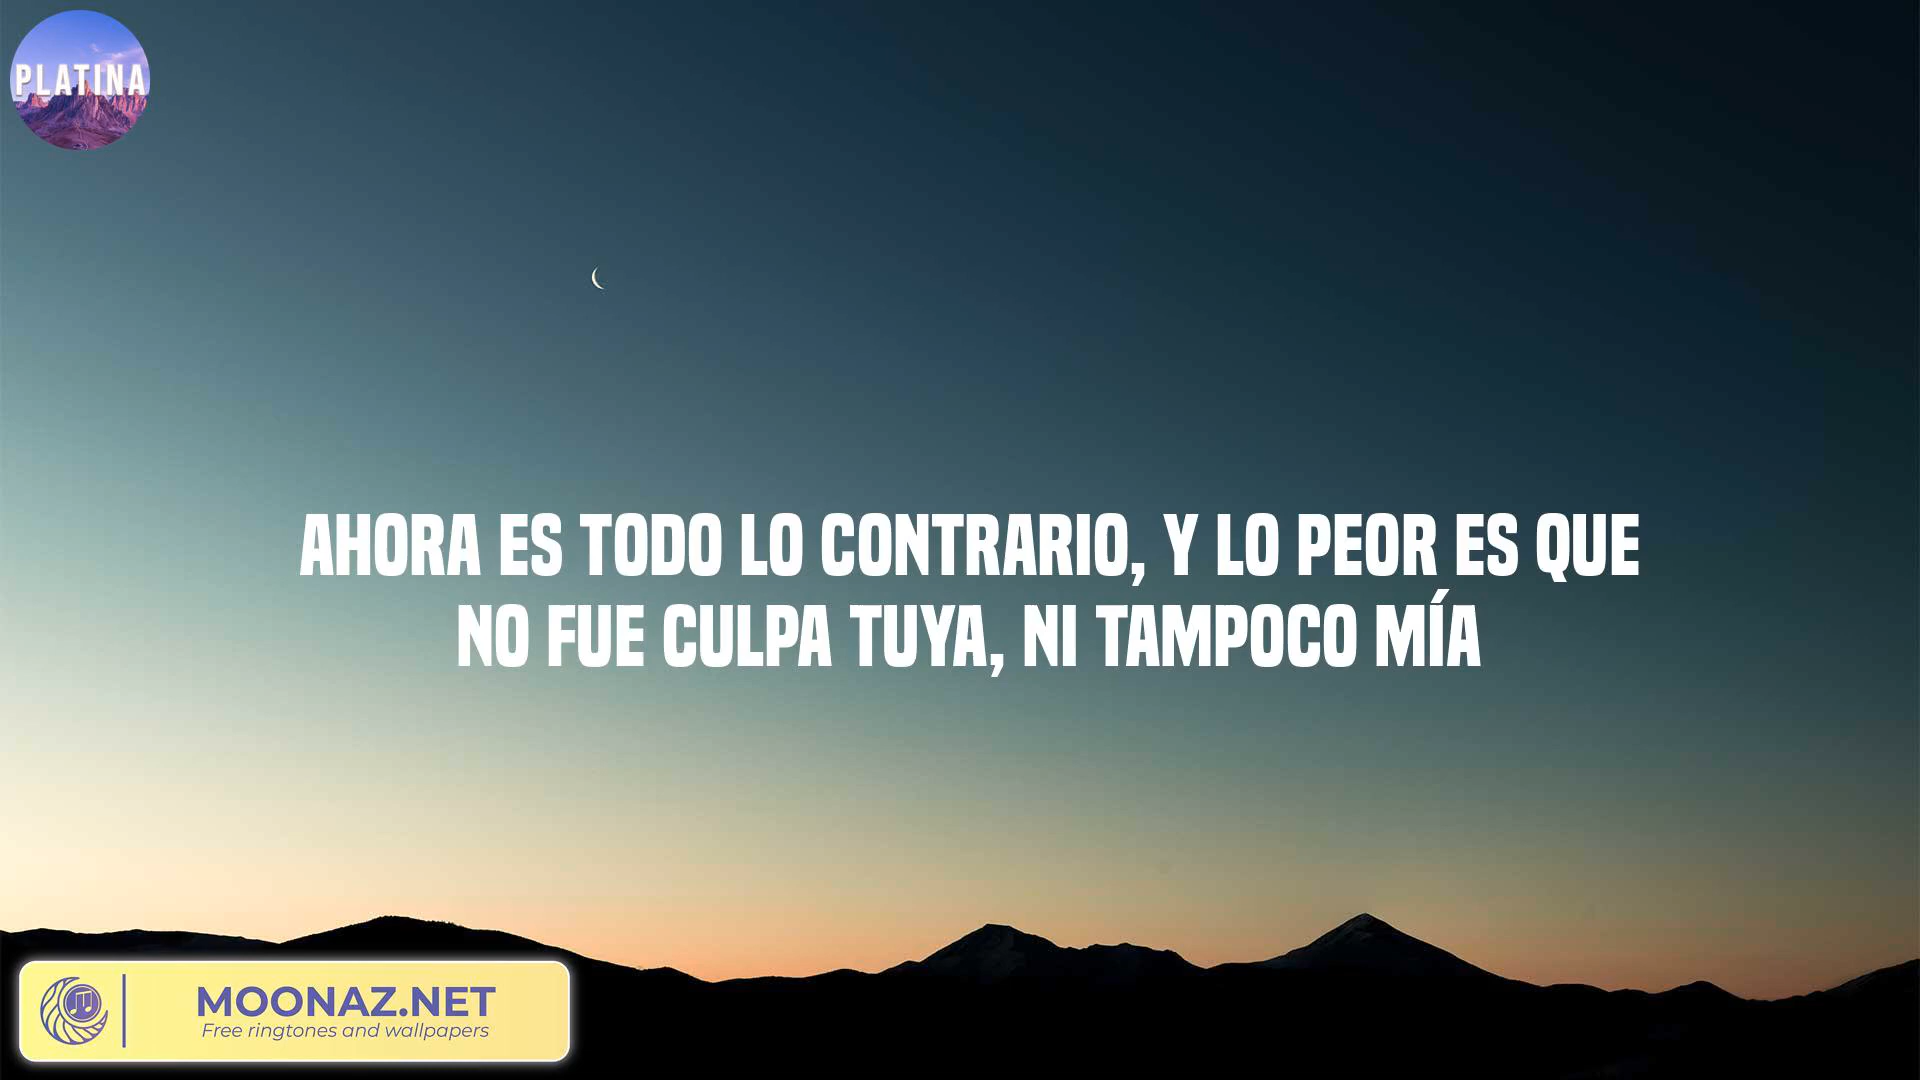 PLATINA
AHORA ES TODO LO CONTRARIO, Y LO PEOR ES QUE
NO FUE CULPA TUYA, NI TAMPOCO MÍA
MOONAZ.NET
Free ringtones and wallpapers